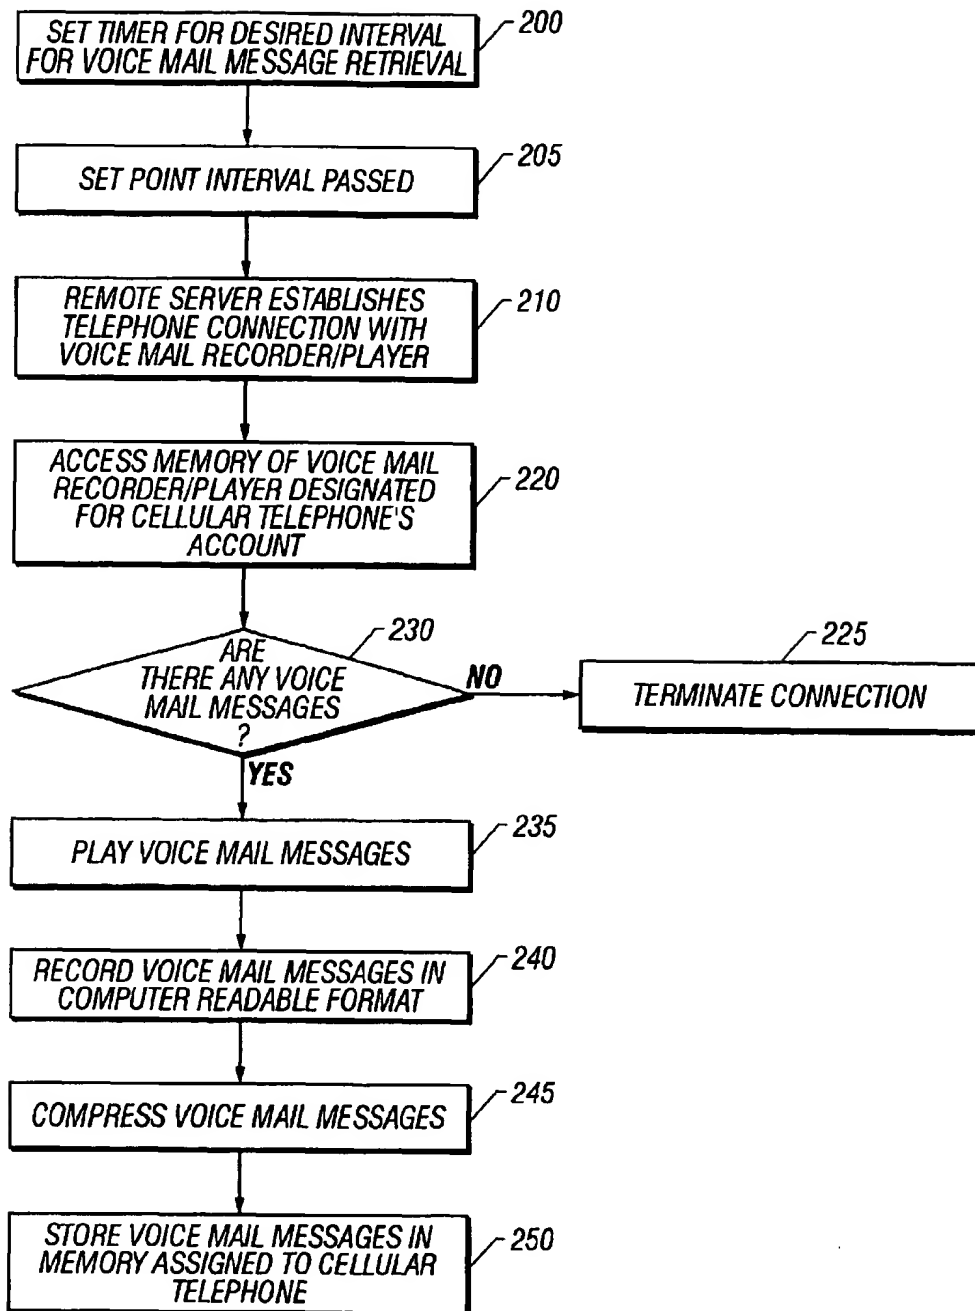 SET TIMER FOR DESIRED INTERVAL
FOR VOICE MAIL MESSAGE RETRIEVAL
200
SET POINT INTERVAL PASSED
205
REMOTE SERVER ESTABLISHES
TELEPHONE CONNECTION WITH
VOICE MAIL RECORDER/PLAYER
210
ACCESS MEMORY OF VOICE MAIL
RECORDER/PLAYER DESIGNATED
FOR CELLULAR TELEPHONE'S
ACCOUNT
220
ARE
THERE ANY VOICE
MAIL MESSAGES
?
230
NO
TERMINATE CONNECTION
225
YES
PLAY VOICE MAIL MESSAGES
235
RECORD VOICE MAIL MESSAGES IN
COMPUTER READABLE FORMAT
240
COMPRESS VOICE MAIL MESSAGES
245
STORE VOICE MAIL MESSAGES IN
MEMORY ASSIGNED TO CELLULAR
TELEPHONE
250